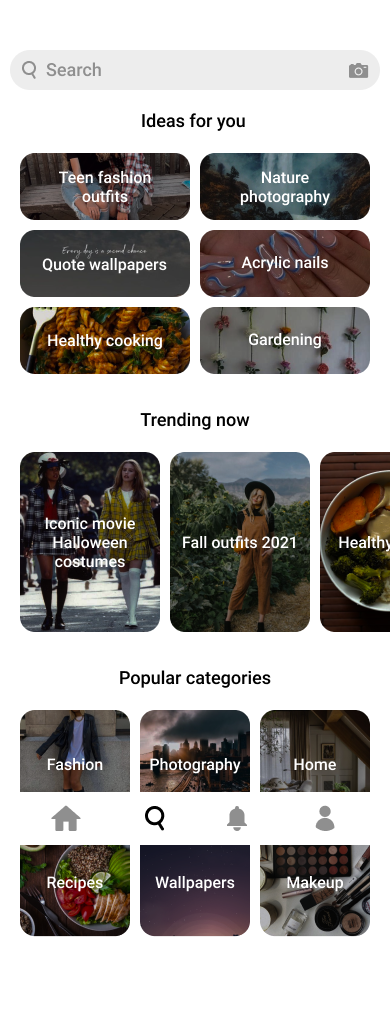 Search
Ideas for you
Teen fashion
outfits
Nature
photography
Every day is a second chance
Quote wallpapers
Acrylic nails
Healthy cooking
Gardening
Trending now
Iconic movie
Halloween
costumes
Fall outfits 2021
Healthy
Popular categories
Fashion
Photography
Home
Recipes
Wallpapers
Makeup